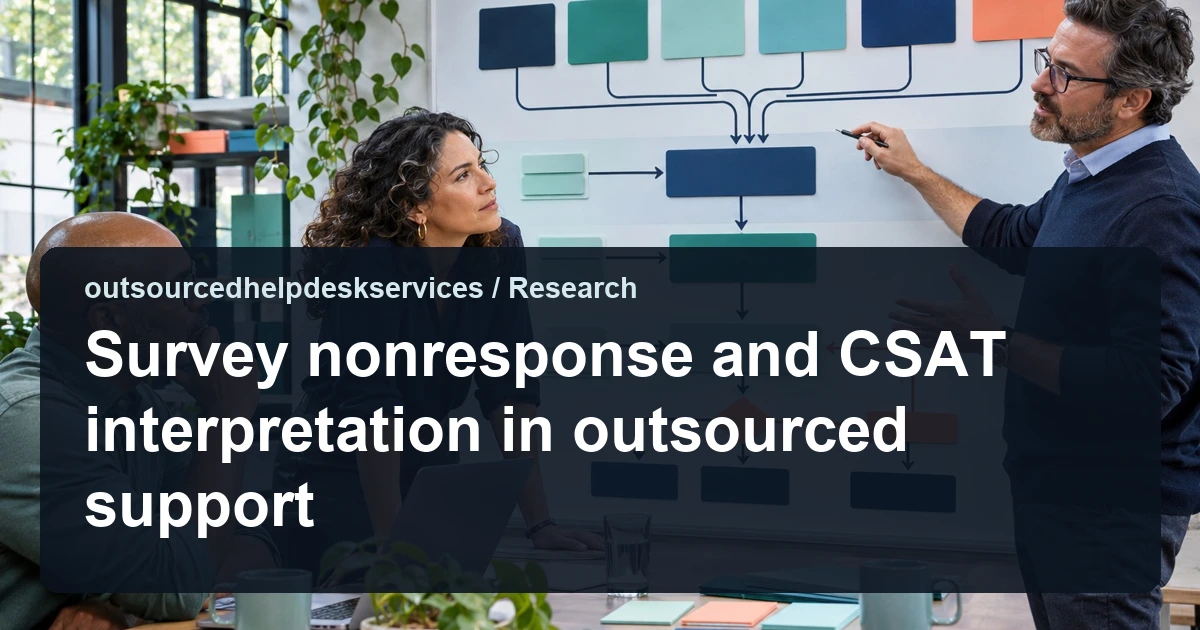 outsourcedhelpdeskservices / Research
Survey nonresponse and CSAT
interpretation in outsourced
support